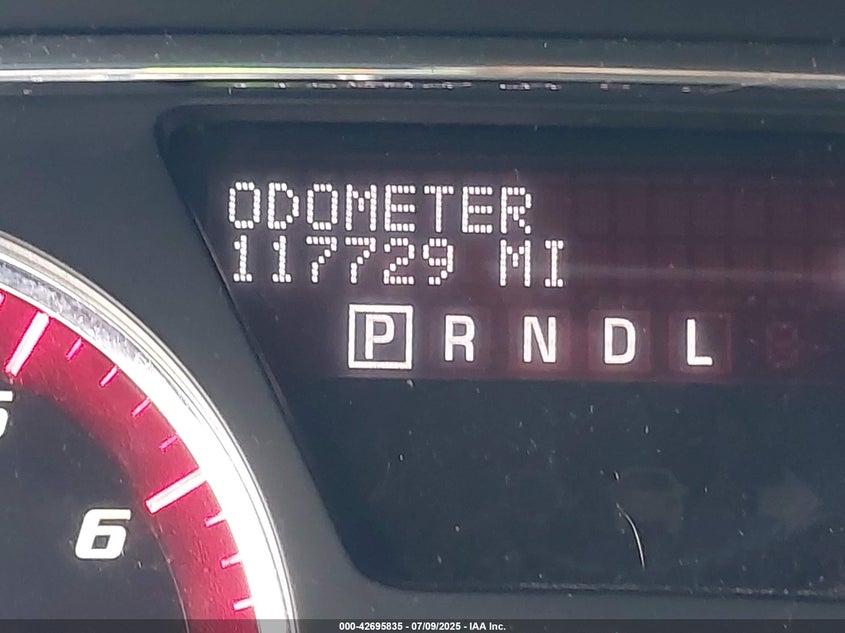 ODOMETER
117729 MI
P R N D L
6
000-42695835 - 07/09/2025 - IAA Inc.